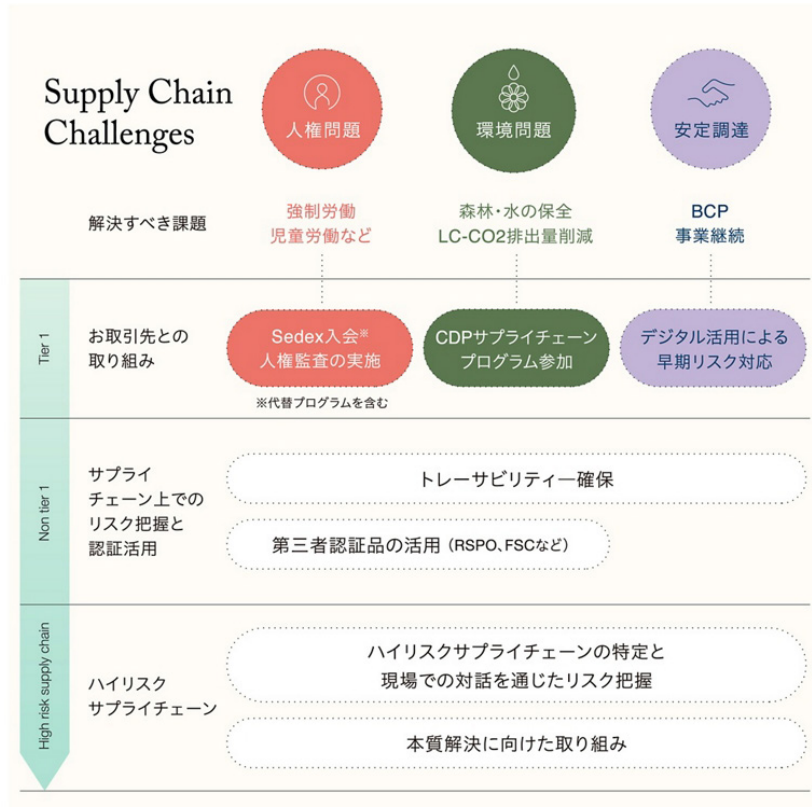 Supply Chain
Challenges
人権問題
環境問題
安定調達
解決すべき課題
強制労働
児童労働など
森林・水の保全
LC-CO2排出量削減
BCP
事業継続
Tier 1
お取引先との
取り組み
Sedex入会※
人権監査の実施
※代替プログラムを含む
CDPサプライチェーン
プログラム参加
デジタル活用による
早期リスク対応
Non tier 1
サプライ
チェーン上での
リスク把握と
認証活用
トレーサビリティ―確保
第三者認証品の活用（RSPO、FSCなど）
High risk supply chain
ハイリスク
サプライチェーン
ハイリスクサプライチェーンの特定と
現場での対話を通じたリスク把握
本質解決に向けた取り組み